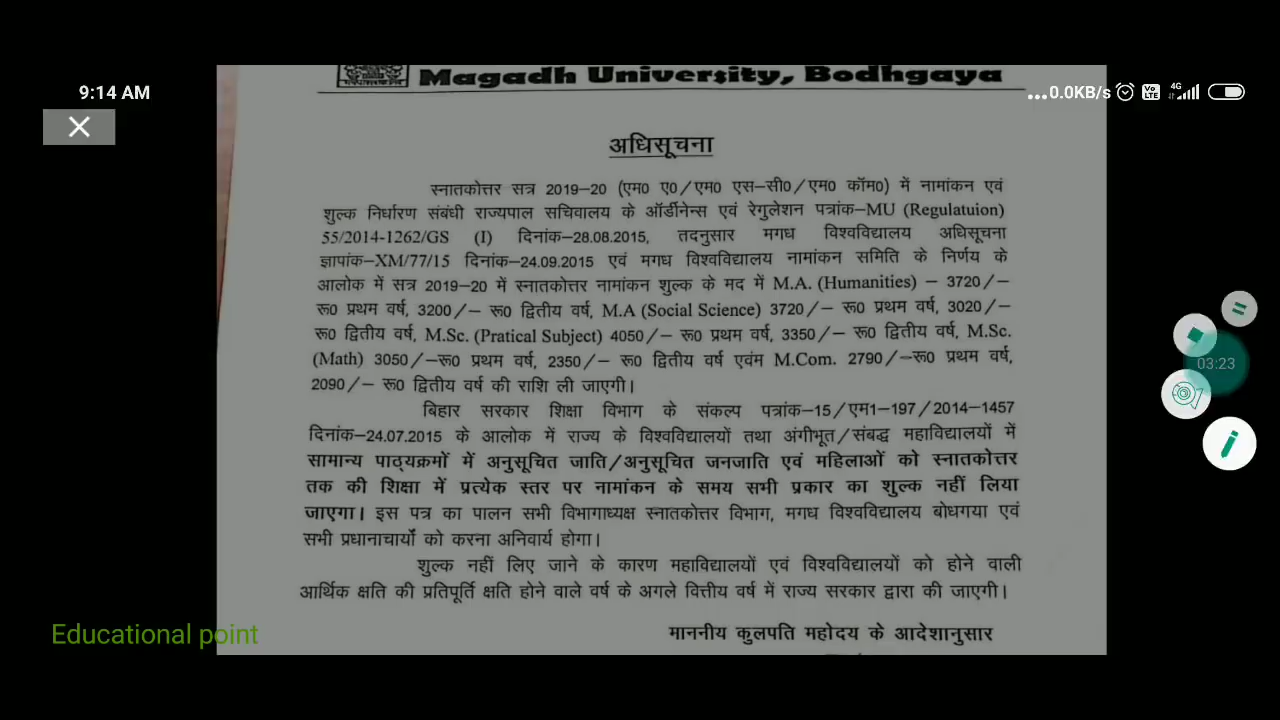 Magadh University, Bodhgaya
9:14 AM
...0.0KB/s
Vo LTE
4G
अधिसूचना
स्नातकोत्तर सत्र 2019–20 (एम0 ए0/एम0 एस–सी0/एम0 कॉम0) में नामांकन एवं
शुल्क निर्धारण संबंधी राज्यपाल सचिवालय के ऑर्डीनेन्स एवं रेगुलेशन पत्रांक–MU (Regulatuion)
55/2014-1262/GS (I) दिनांक–28.08.2015, तदनुसार मगध विश्वविद्यालय अधिसूचना
ज्ञापांक–XM/77/15 दिनांक–24.09.2015 एवं मगध विश्वविद्यालय नामांकन समिति के निर्णय के
आलोक में सत्र 2019–20 में स्नातकोत्तर नामांकन शुल्क के मद में M.A. (Humanities) – 3720/–
रू0 प्रथम वर्ष, 3200/– रू0 द्वितीय वर्ष, M.A (Social Science) 3720/– रू0 प्रथम वर्ष, 3020/–
रू0 द्वितीय वर्ष, M.Sc. (Pratical Subject) 4050/– रू0 प्रथम वर्ष, 3350/– रू0 द्वितीय वर्ष, M.Sc.
(Math) 3050/–रू0 प्रथम वर्ष, 2350/– रू0 द्वितीय वर्ष एवंम M.Com. 2790/–रू0 प्रथम वर्ष,
2090/– रू0 द्वितीय वर्ष की राशि ली जाएगी।
बिहार सरकार शिक्षा विभाग के संकल्प पत्रांक–15/एम1–197/2014–1457
दिनांक–24.07.2015 के आलोक में राज्य के विश्वविद्यालयों तथा अंगीभूत/संबद्ध महाविद्यालयों में
सामान्य पाठ्यक्रमों में अनुसूचित जाति/अनुसूचित जनजाति एवं महिलाओं को स्नातकोत्तर
तक की शिक्षा में प्रत्येक स्तर पर नामांकन के समय सभी प्रकार का शुल्क नहीं लिया
जाएगा। इस पत्र का पालन सभी विभागाध्यक्ष स्नातकोत्तर विभाग, मगध विश्वविद्यालय बोधगया एवं
सभी प्रधानाचार्यों को करना अनिवार्य होगा।
शुल्क नहीं लिए जाने के कारण महाविद्यालयों एवं विश्वविद्यालयों को होने वाली
आर्थिक क्षति की प्रतिपूर्ति क्षति होने वाले वर्ष के अगले वित्तीय वर्ष में राज्य सरकार द्वारा की जाएगी।
माननीय कुलपति महोदय के आदेशानुसार
03:23
Educational point